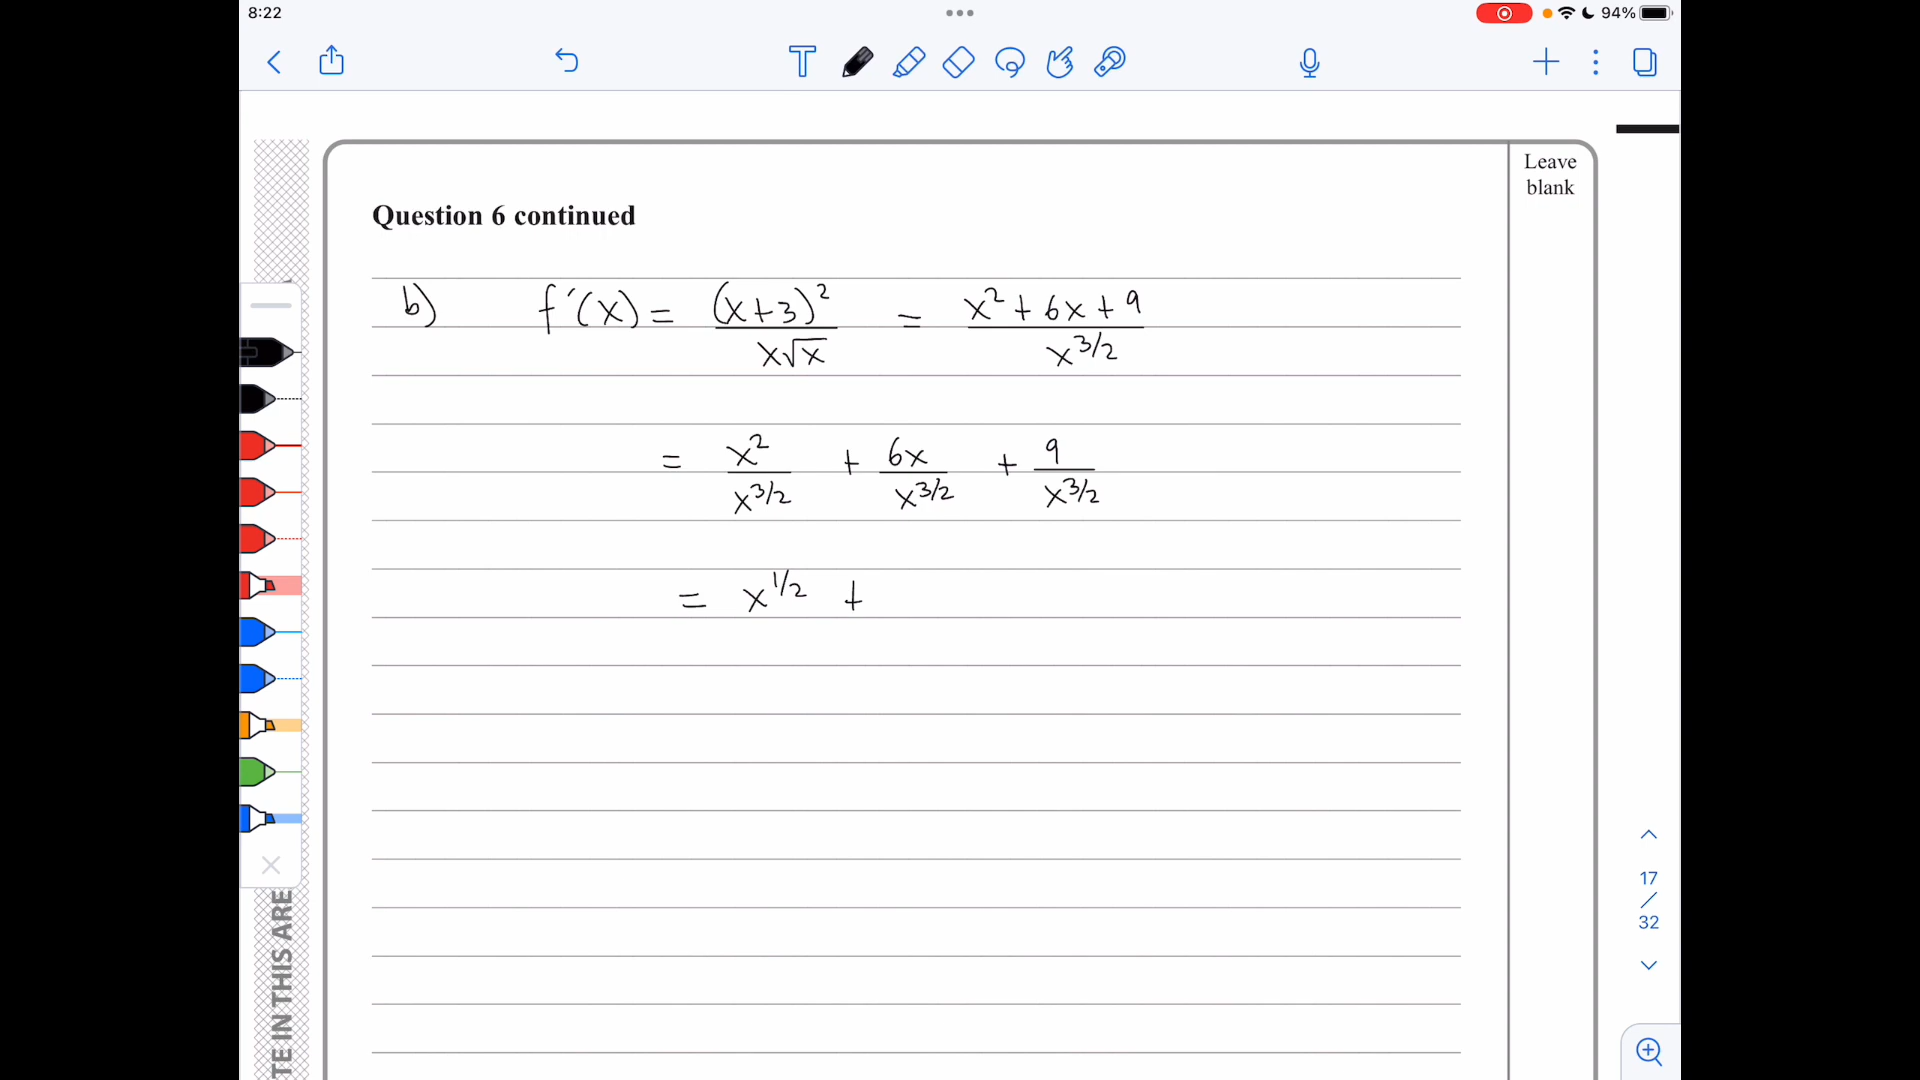 8:22
94%
Leave
blank
Question 6 continued
b) f'(x) = (x+3)²/x√x = x² + 6x + 9/x^3/2
= x²/x^3/2 + 6x/x^3/2 + 9/x^3/2
= x^1/2 +
TE IN THIS ARE
17
/
32